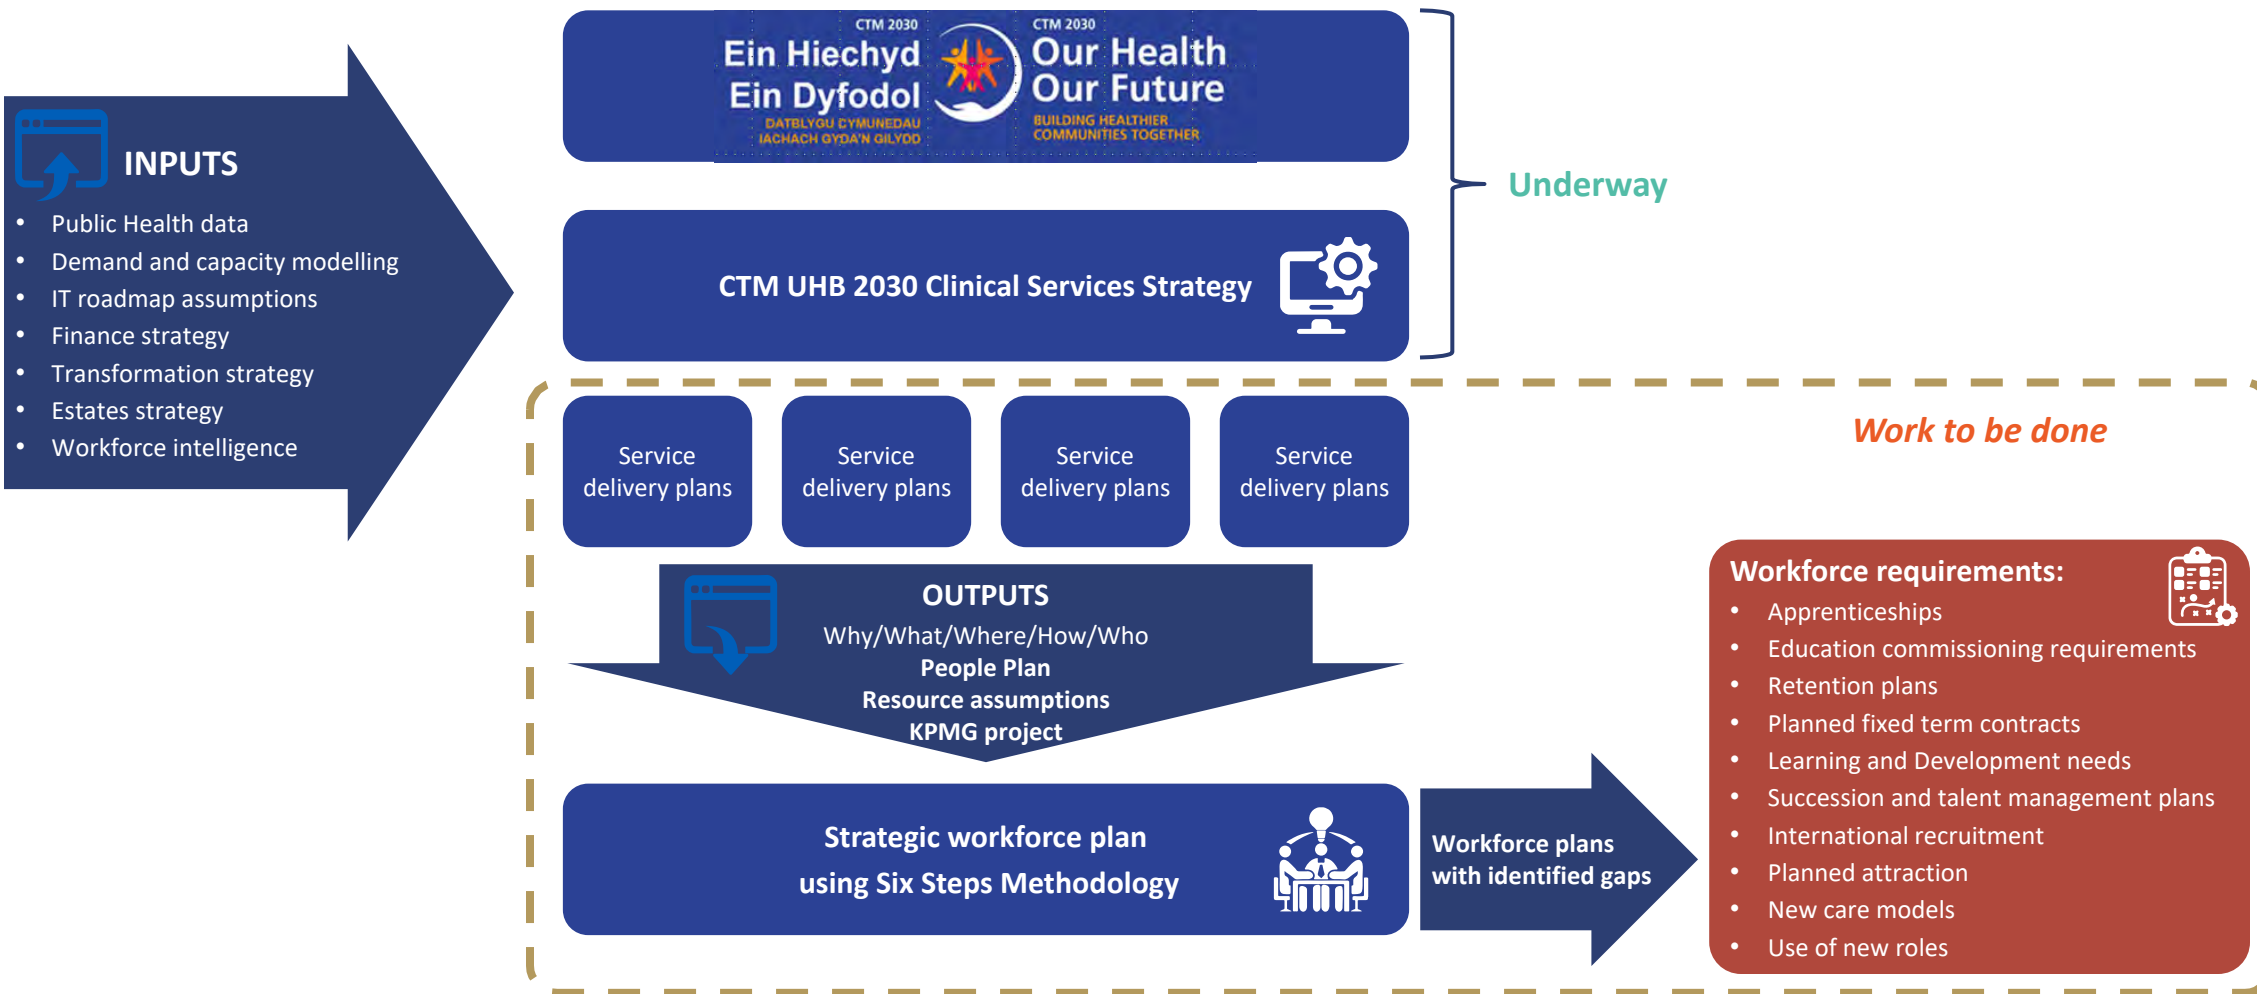 INPUTS
• Public Health data
• Demand and capacity modelling
• IT roadmap assumptions
• Finance strategy
• Transformation strategy
• Estates strategy
• Workforce intelligence
CTM 2030
Ein Hiechyd
Ein Dyfodol
DATBLYGU CYMUNEDAU
IACHACH GYDA'N GILYDD
CTM 2030
Our Health
Our Future
BUILDING HEALTHIER
COMMUNITIES TOGETHER
CTM UHB 2030 Clinical Services Strategy
Underway
Work to be done
Service
delivery plans
Service
delivery plans
Service
delivery plans
Service
delivery plans
OUTPUTS
Why/What/Where/How/Who
People Plan
Resource assumptions
KPMG project
Strategic workforce plan
using Six Steps Methodology
Workforce plans
with identified gaps
Workforce requirements:
• Apprenticeships
• Education commissioning requirements
• Retention plans
• Planned fixed term contracts
• Learning and Development needs
• Succession and talent management plans
• International recruitment
• Planned attraction
• New care models
• Use of new roles